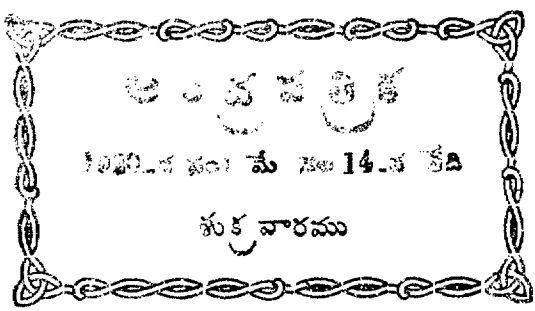 ఆంధ్రపత్రిక
1920-వ సం॥ మే నెల 14-వ తేది
శుక్రవారము